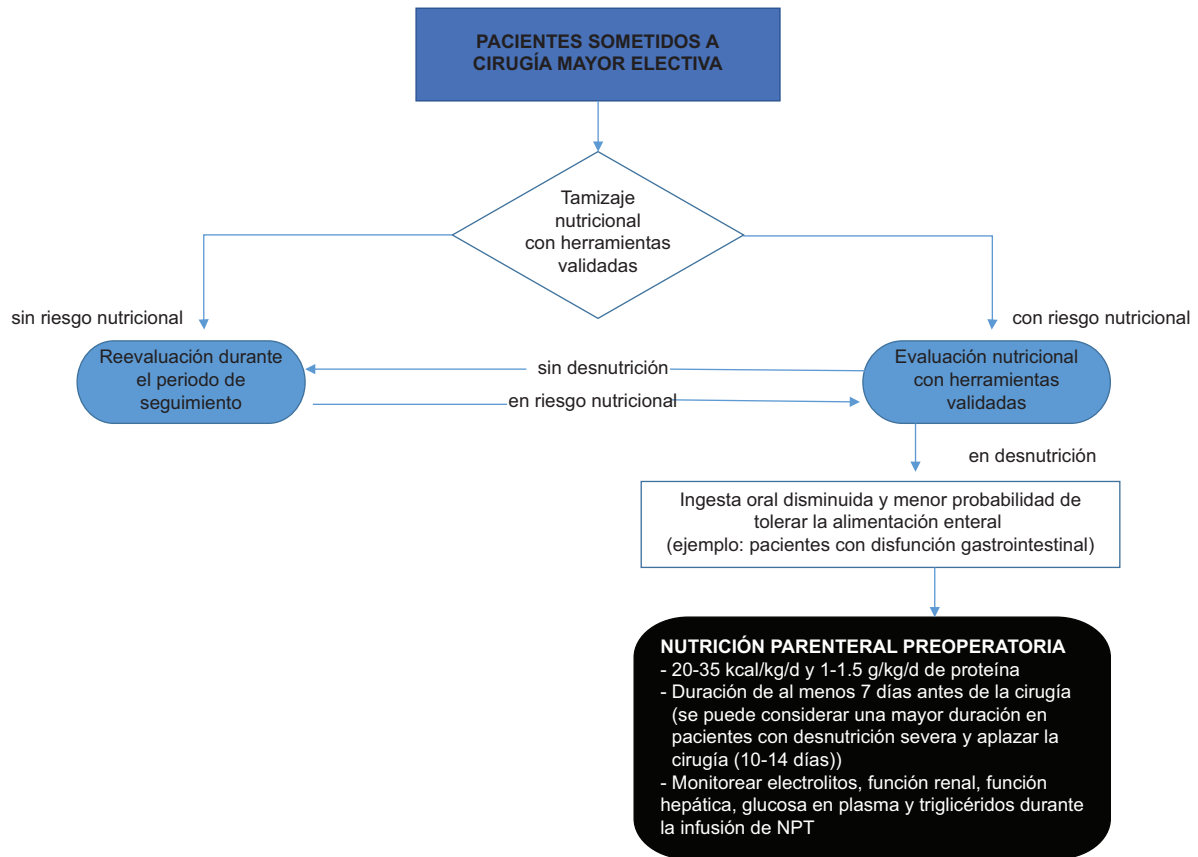 PACIENTES SOMETIDOS A
CIRUGÍA MAYOR ELECTIVA
Tamizaje
nutricional
con herramientas
validadas
sin riesgo nutricional
con riesgo nutricional
Reevaluación durante
el periodo de
seguimiento
sin desnutrición
en riesgo nutricional
Evaluación nutricional
con herramientas
validadas
en desnutrición
Ingesta oral disminuida y menor probabilidad de
tolerar la alimentación enteral
(ejemplo: pacientes con disfunción gastrointestinal)
NUTRICIÓN PARENTERAL PREOPERATORIA
- 20-35 kcal/kg/d y 1-1.5 g/kg/d de proteína
- Duración de al menos 7 días antes de la cirugía
(se puede considerar una mayor duración en
pacientes con desnutrición severa y aplazar la
cirugía (10-14 días))
- Monitorear electrolitos, función renal, función
hepática, glucosa en plasma y triglicéridos durante
la infusión de NPT